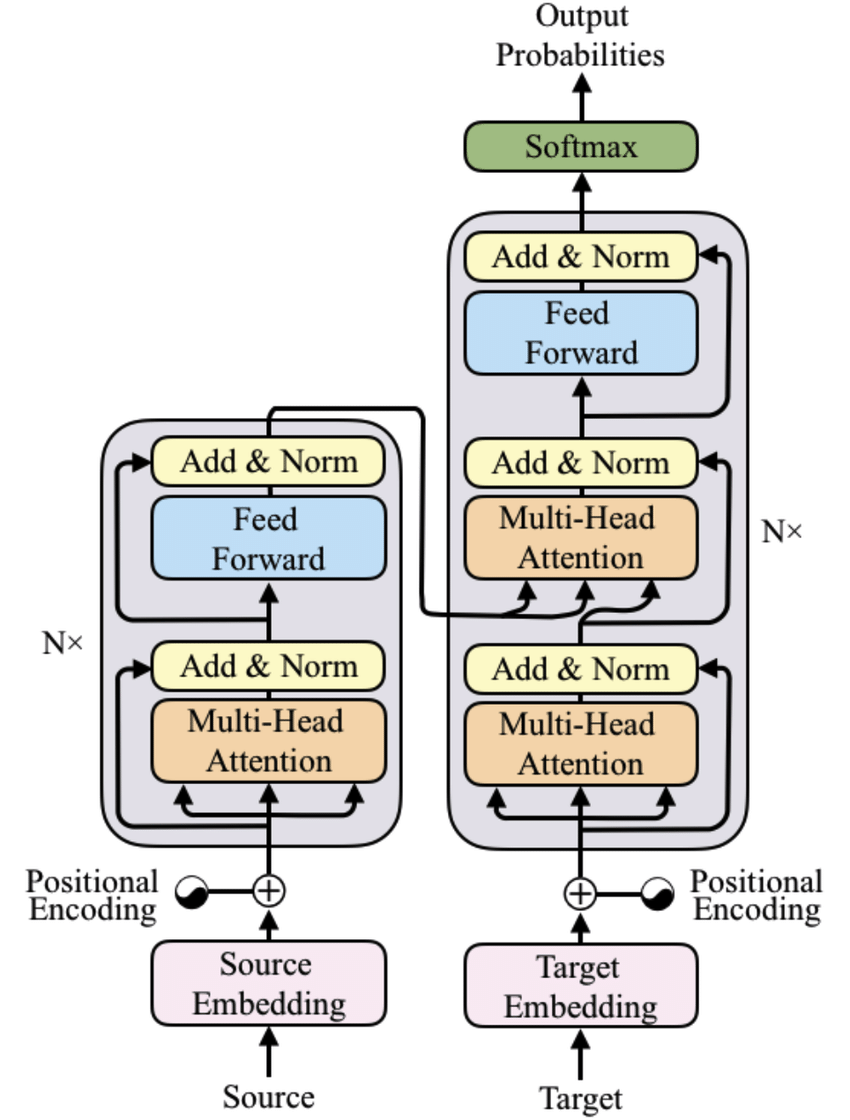 Output
Probabilities
Softmax
Add & Norm
Feed
Forward
Add & Norm
Multi-Head
Attention
Add & Norm
Multi-Head
Attention
N×
Positional
Encoding
Target
Embedding
Target
Add & Norm
Feed
Forward
Add & Norm
Multi-Head
Attention
N×
Positional
Encoding
Source
Embedding
Source